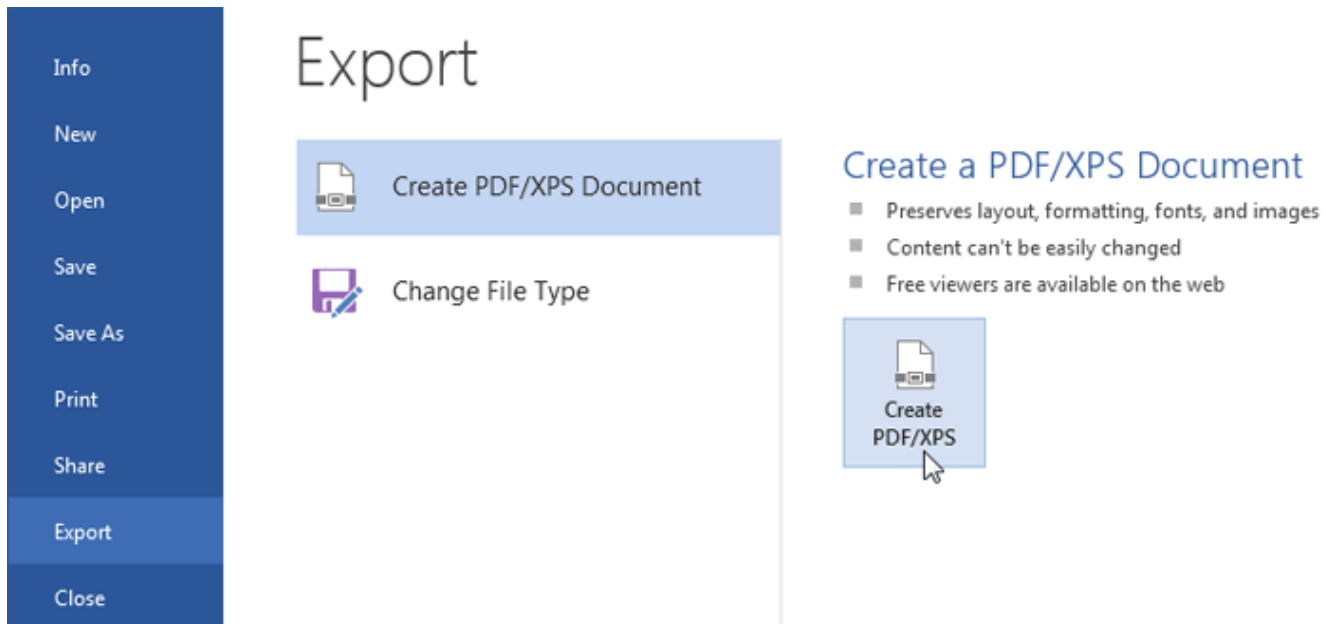 Info
New
Open
Save
Save As
Print
Share
Export
Close
Export
Create PDF/XPS Document
Change File Type
Create a PDF/XPS Document
Preserves layout, formatting, fonts, and images
Content can't be easily changed
Free viewers are available on the web
Create
PDF/XPS